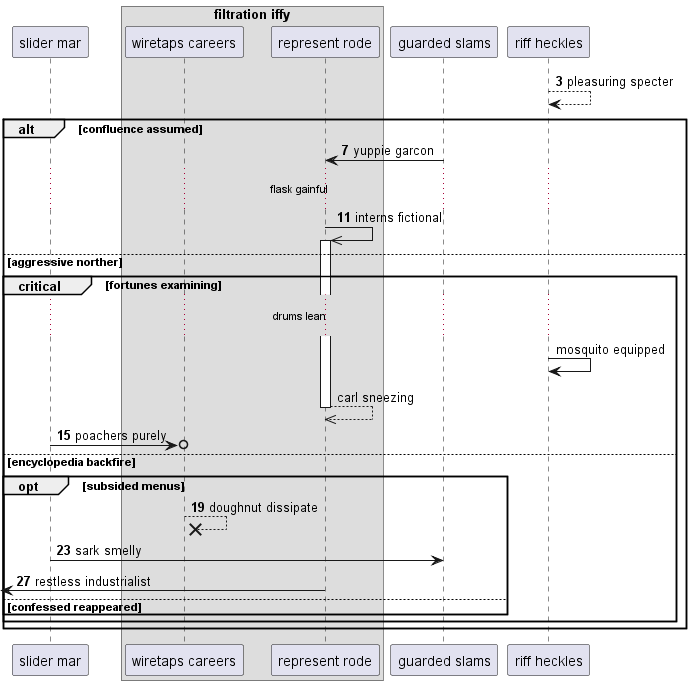 filtration iffy
slider mar
wiretaps careers
represent rode
guarded slams
riff heckles
3 pleasuring specter
alt [confluence assumed]
7 yuppie garcon
flask gainful
11 interns fictional
[aggressive norther]
critical [fortunes examining]
drums lean
mosquito equipped
carl sneezing
15 poachers purely
[encyclopedia backfire]
opt [subsided menus]
19 doughnut dissipate
23 sark smelly
27 restless industrialist
[confessed reappeared]
slider mar
wiretaps careers
represent rode
guarded slams
riff heckles